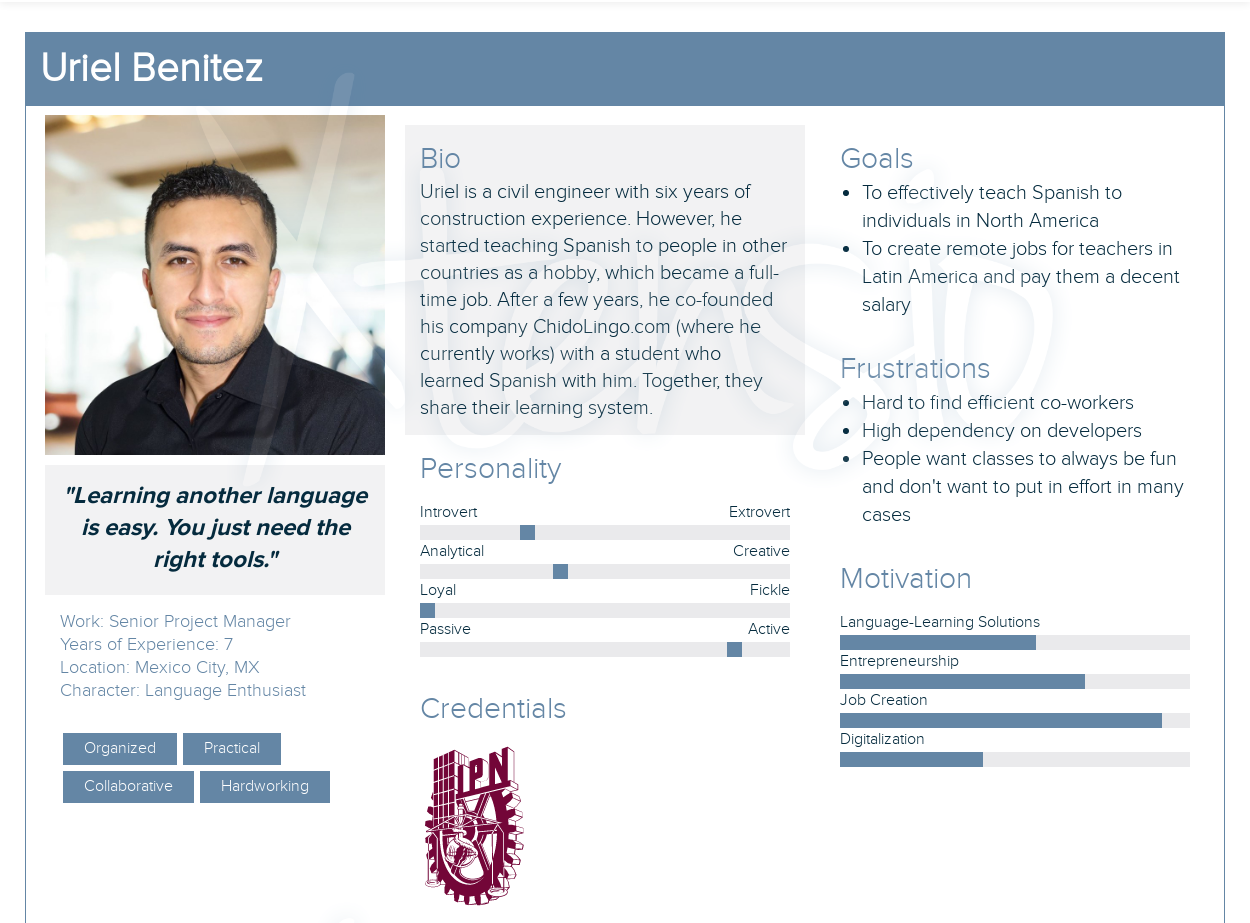 Uriel Benitez
"Learning another language
is easy. You just need the
right tools."
Work: Senior Project Manager
Years of Experience: 7
Location: Mexico City, MX
Character: Language Enthusiast
Organized
Practical
Collaborative
Hardworking
Bio
Uriel is a civil engineer with six years of
construction experience. However, he
started teaching Spanish to people in other
countries as a hobby, which became a full-
time job. After a few years, he co-founded
his company ChidoLingo.com (where he
currently works) with a student who
learned Spanish with him. Together, they
share their learning system.
Personality
Introvert Extrovert
Analytical Creative
Loyal Fickle
Passive Active
Credentials
IPN
Goals
To effectively teach Spanish to
individuals in North America
To create remote jobs for teachers in
Latin America and pay them a decent
salary
Frustrations
Hard to find efficient co-workers
High dependency on developers
People want classes to always be fun
and don't want to put in effort in many
cases
Motivation
Language-Learning Solutions
Entrepreneurship
Job Creation
Digitalization
Xtensio